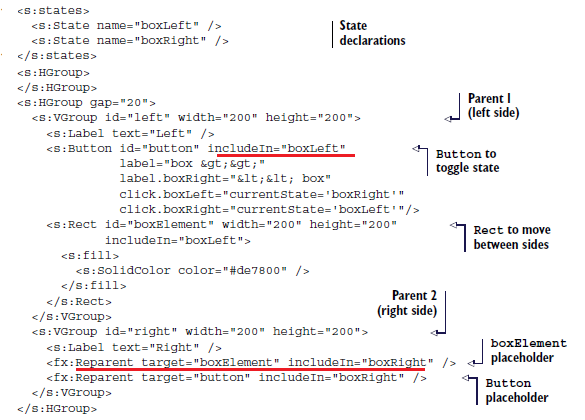 <s:states>
<s:State name="boxLeft" />
<s:State name="boxRight" />
</s:states>
State
declarations
<s:HGroup>
</s:HGroup>
<s:HGroup gap="20">
<s:VGroup id="left" width="200" height="200">
Parent 1
(left side)
<s:Label text="Left" />
<s:Button id="button" includeIn="boxLeft"
label="box &gt;&gt;"
label.boxRight="&lt;&lt; box"
click.boxLeft="currentState='boxRight'"
click.boxRight="currentState='boxLeft'"/>
Button to
toggle state
<s:Rect id="boxElement" width="200" height="200"
includeIn="boxLeft">
Rect to move
between sides
<s:fill>
<s:SolidColor color="#de7800" />
</s:fill>
</s:Rect>
</s:VGroup>
Parent 2
(right side)
<s:VGroup id="right" width="200" height="200">
<s:Label text="Right" />
<fx:Reparent target="boxElement" includeIn="boxRight" />
boxElement
placeholder
<fx:Reparent target="button" includeIn="boxRight" />
Button
placeholder
</s:VGroup>
</s:HGroup>